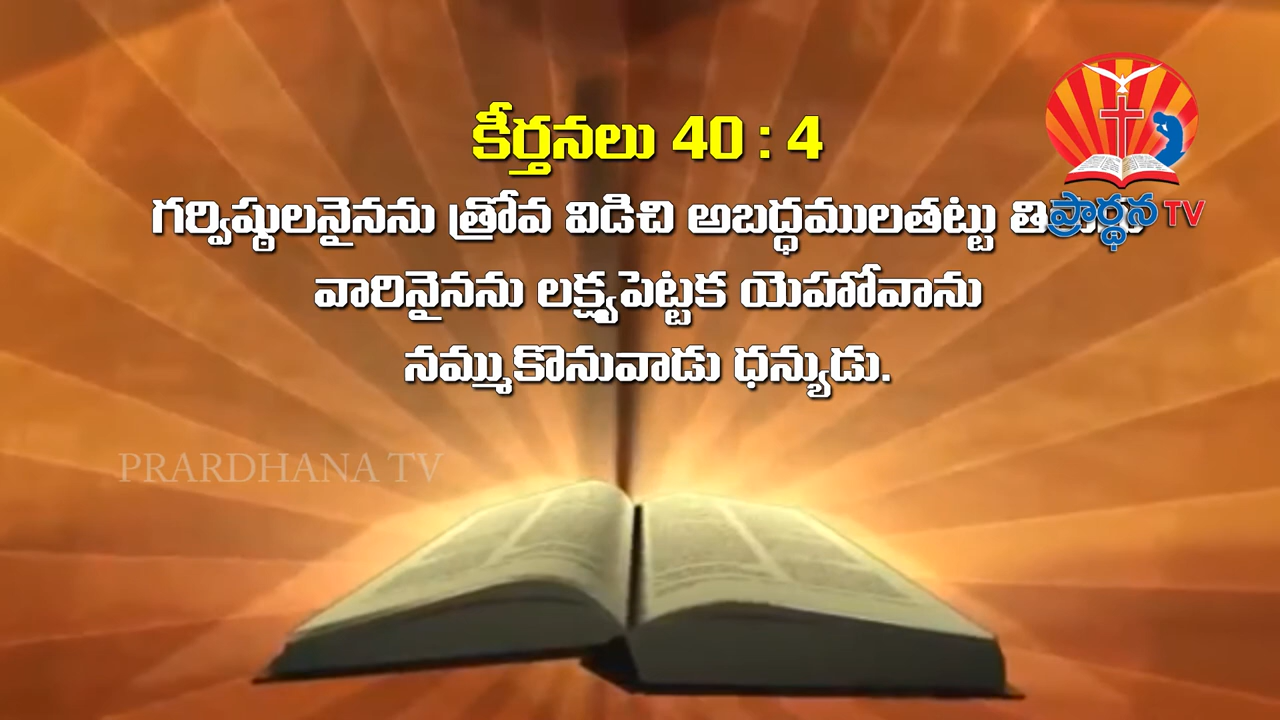 కీర్తనలు 40 : 4
గర్విష్ఠులనైనను త్రోవ విడిచి అబద్ధములతట్టు
వారినైనను లక్ష్యపెట్టక యెహోవాను
నమ్ముకొనువాడు ధన్యుడు.
ప్రార్థన TV
PRARDHANA TV